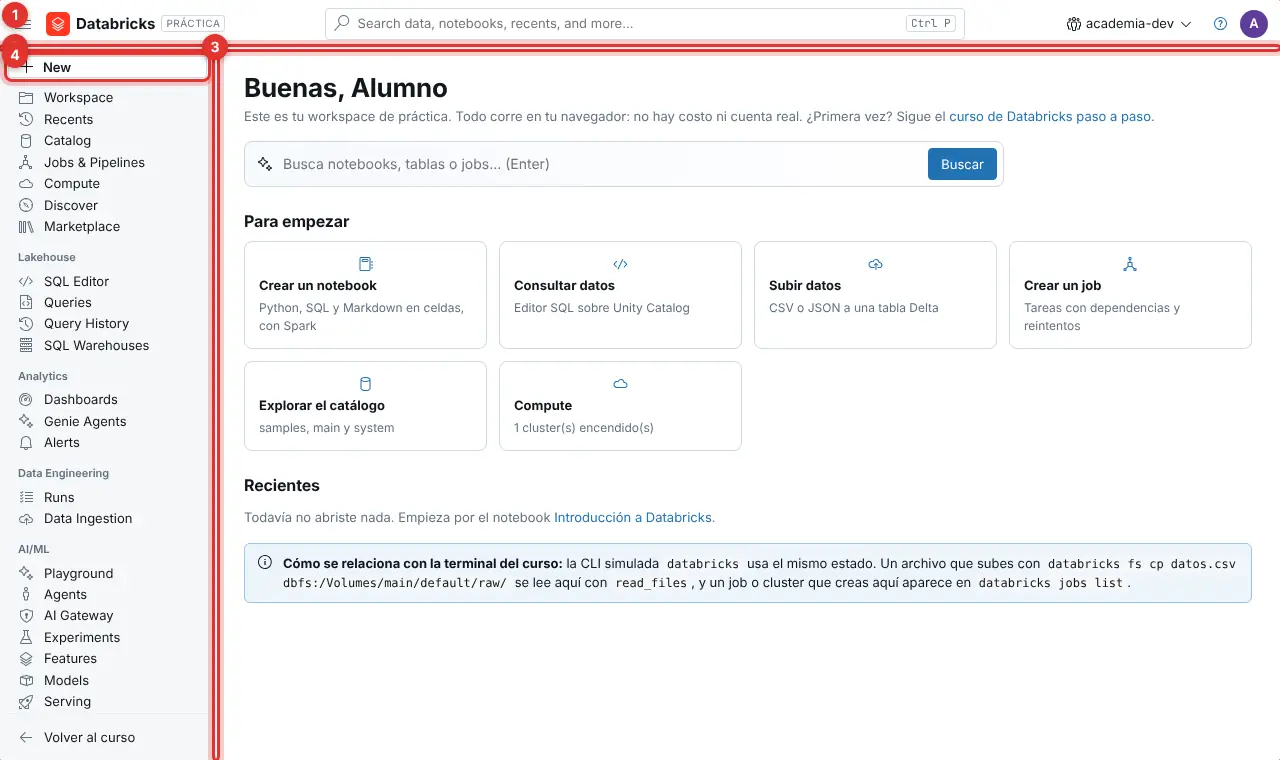 1
Databricks PRÁCTICA
Search data, notebooks, recents, and more... Ctrl P
academia-dev
?
A
4
3
New
Workspace
Recents
Catalog
Jobs & Pipelines
Compute
Discover
Marketplace
Lakehouse
SQL Editor
Queries
Query History
SQL Warehouses
Analytics
Dashboards
Genie Agents
Alerts
Data Engineering
Runs
Data Ingestion
AI/ML
Playground
Agents
AI Gateway
Experiments
Features
Models
Serving
Volver al curso
Buenas, Alumno
Este es tu workspace de práctica. Todo corre en tu navegador: no hay costo ni cuenta real. ¿Primera vez? Sigue el curso de Databricks paso a paso.
Busca notebooks, tablas o jobs... (Enter) Buscar
Para empezar
Crear un notebook
Python, SQL y Markdown en celdas,
con Spark
Consultar datos
Editor SQL sobre Unity Catalog
Subir datos
CSV o JSON a una tabla Delta
Crear un job
Tareas con dependencias y
reintentos
Explorar el catálogo
samples, main y system
Compute
1 cluster(s) encendido(s)
Recientes
Todavía no abriste nada. Empieza por el notebook Introducción a Databricks.
Cómo se relaciona con la terminal del curso: la CLI simulada databricks usa el mismo estado. Un archivo que subes con databricks fs cp datos.csv
dbfs:/Volumes/main/default/raw/ se lee aquí con read_files, y un job o cluster que creas aquí aparece en databricks jobs list.